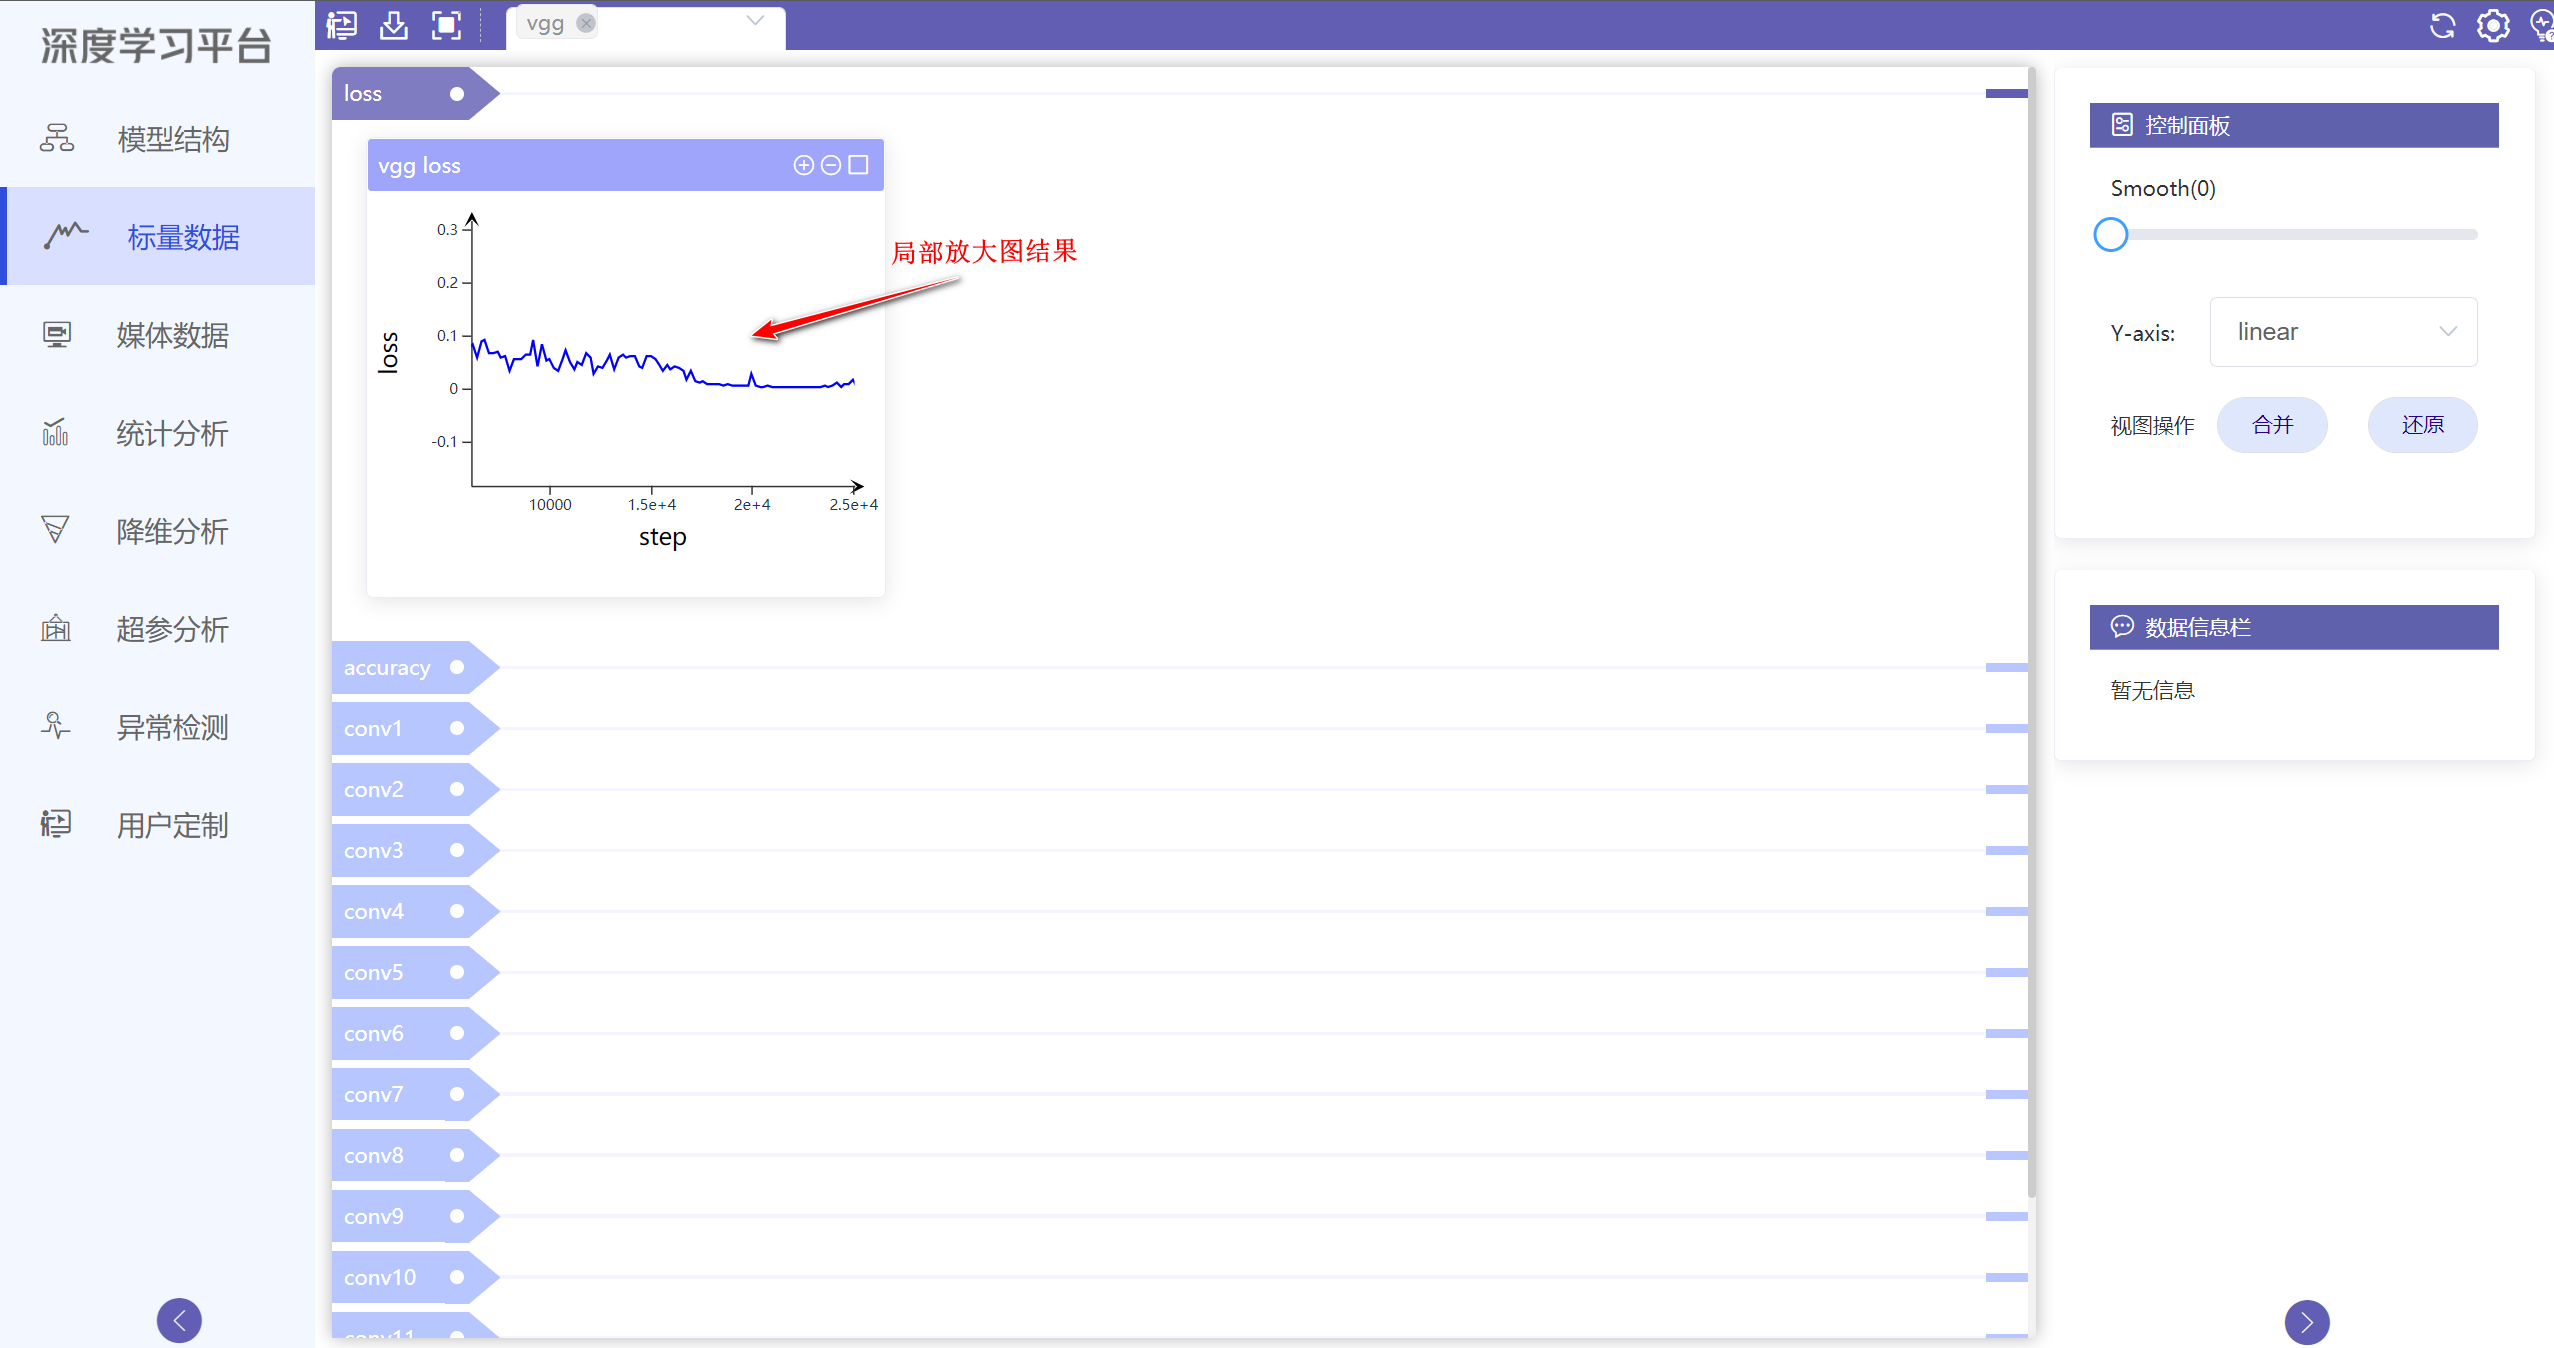 深度学习平台
vgg
模型结构
标量数据
媒体数据
统计分析
降维分析
超参分析
异常检测
用户定制
loss
vgg loss
0.3
0.2
0.1
0
-0.1
loss
10000 1.5e+4 2e+4 2.5e+4
step
局部放大图结果
accuracy
conv1
conv2
conv3
conv4
conv5
conv6
conv7
conv8
conv9
conv10
conv11
控制面板
Smooth(0)
Y-axis: linear
视图操作 合并 还原
数据信息栏
暂无信息